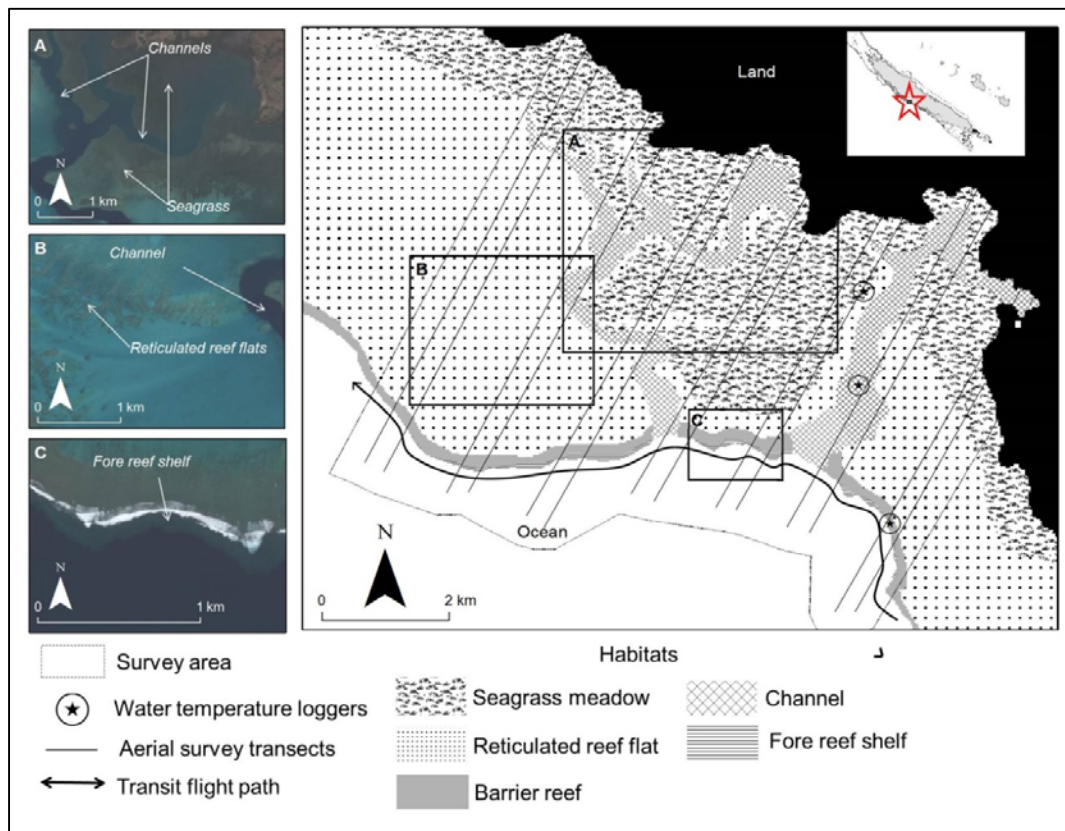 A
Channels
N
0
1 km
Seagrass
B
Channel
Reticulated reef flats
N
0
1 km
C
Fore reef shelf
N
0
1 km
Land
A
B
C
Ocean
N
0
2 km
Survey area
Water temperature loggers
Aerial survey transects
Transit flight path
Habitats
Seagrass meadow
Channel
Reticulated reef flat
Fore reef shelf
Barrier reef